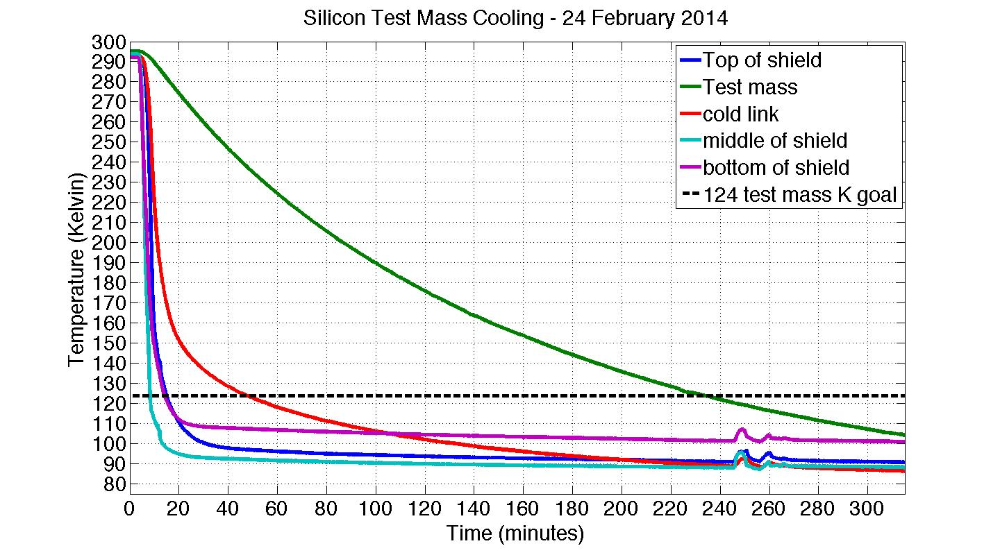 Silicon Test Mass Cooling - 24 February 2014
300
290
280
270
260
250
240
230
220
210
200
190
180
170
160
150
140
130
120
110
100
90
80
Temperature (Kelvin)
Top of shield
Test mass
cold link
middle of shield
bottom of shield
124 test mass K goal
0 20 40 60 80 100 120 140 160 180 200 220 240 260 280 300
Time (minutes)